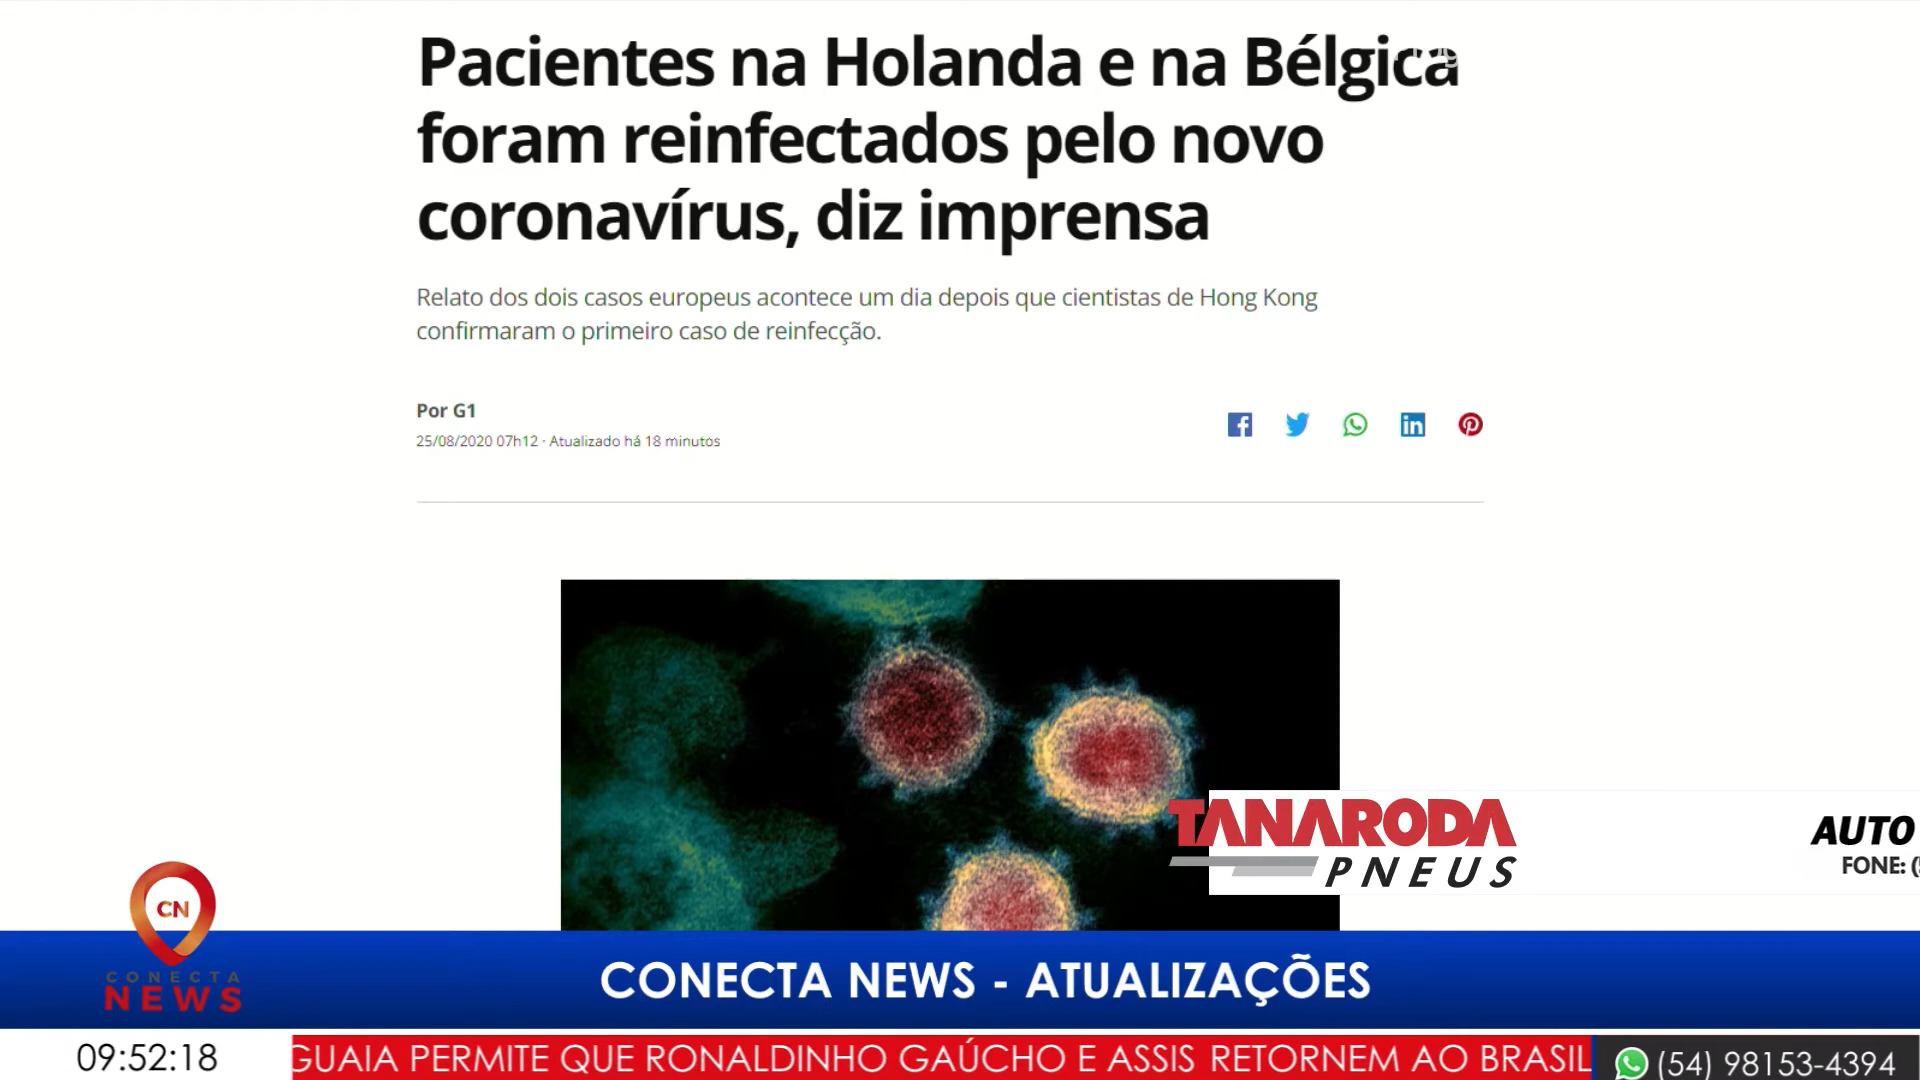 Pacientes na Holanda e na Bélgica
foram reinfectados pelo novo
coronavírus, diz imprensa
Relato dos dois casos europeus acontece um dia depois que cientistas de Hong Kong
confirmaram o primeiro caso de reinfecção.
Por G1
25/08/2020 07h12 · Atualizado há 18 minutos
TANARODA
PNEUS
AUTO
FONE: (
CN
CONECTA
NEWS
CONECTA NEWS - ATUALIZAÇÕES
09:52:18
GUAIA PERMITE QUE RONALDINHO GAÚCHO E ASSIS RETORNEM AO BRASIL
(54) 98153-4394